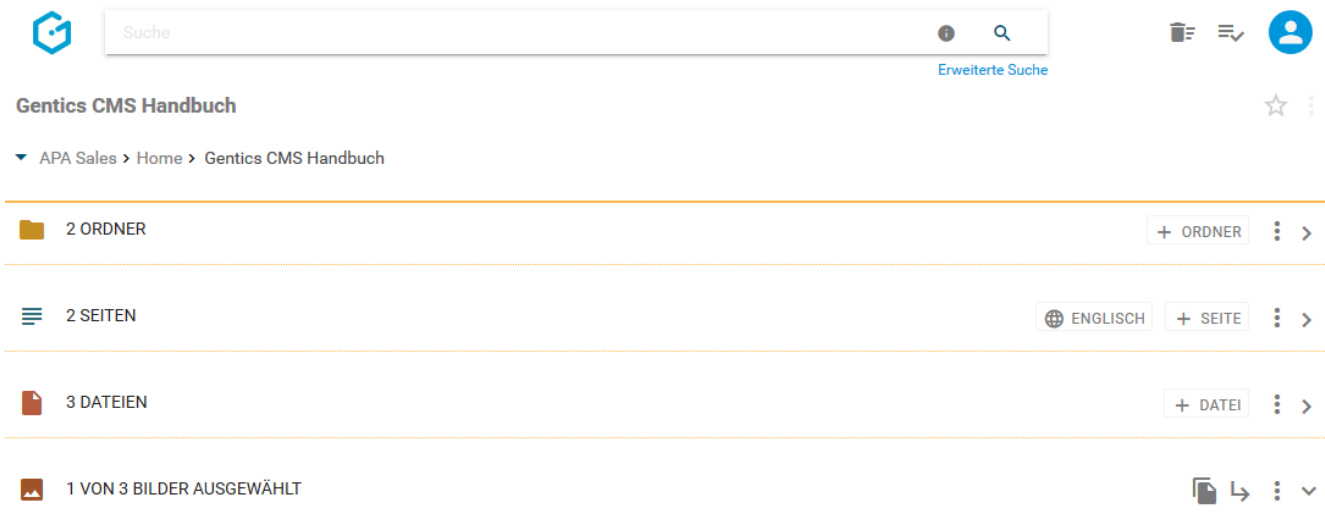 Suche
Erweiterte Suche
Gentics CMS Handbuch
APA Sales > Home > Gentics CMS Handbuch
2 ORDNER + ORDNER
2 SEITEN ENGLISCH + SEITE
3 DATEIEN + DATEI
1 VON 3 BILDER AUSGEWÄHLT